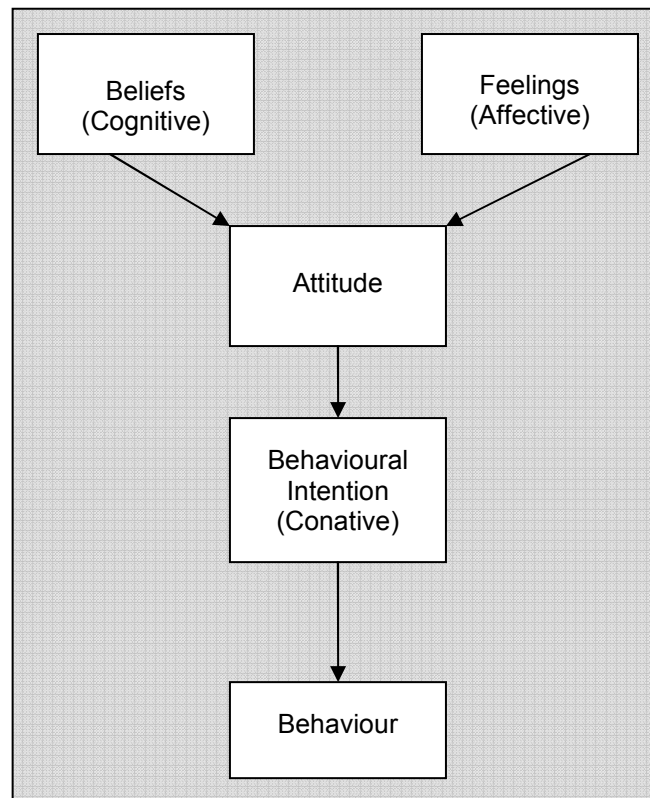 Beliefs
(Cognitive)
Feelings
(Affective)
Attitude
Behavioural
Intention
(Conative)
Behaviour